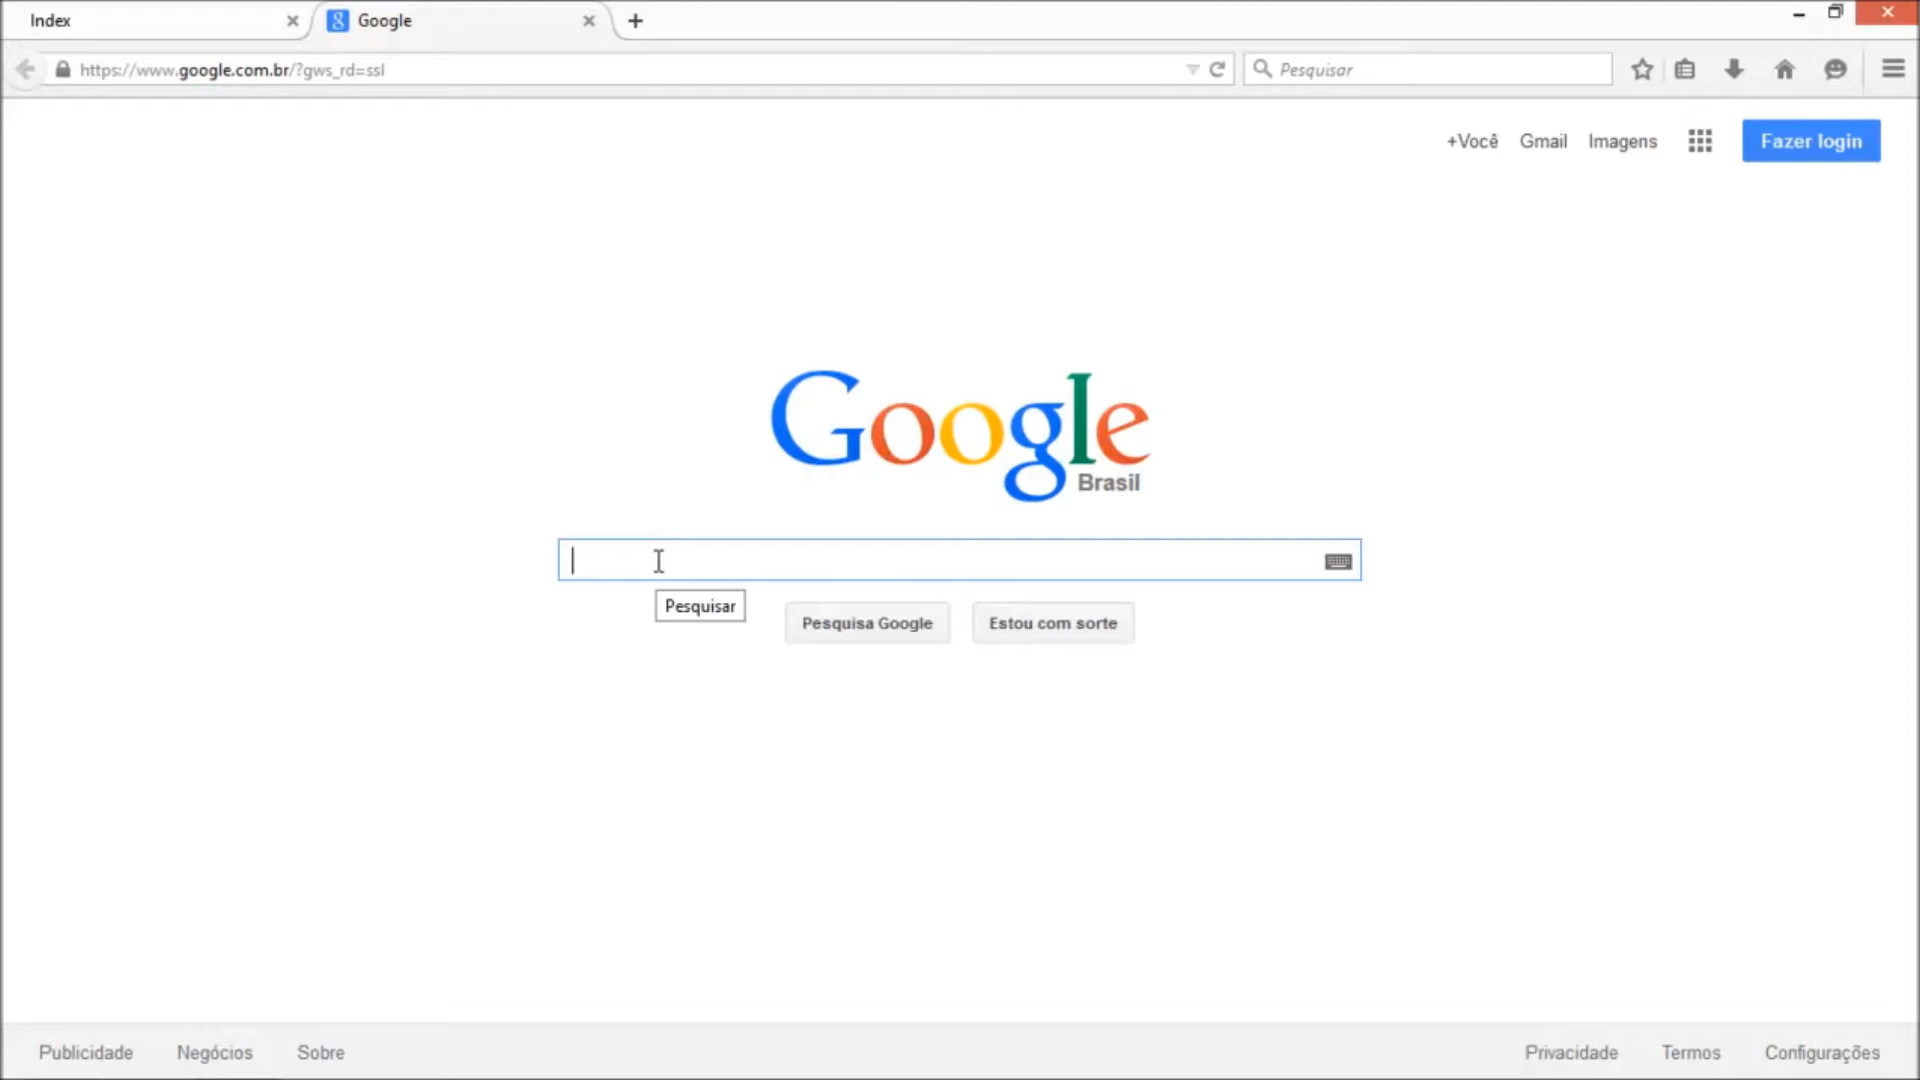 Index
Google
https://www.google.com.br/?gws_rd=ssl
Pesquisar
+Você Gmail Imagens
Fazer login
Google
Brasil
Pesquisar
Pesquisa Google
Estou com sorte
Publicidade Negócios Sobre
Privacidade Termos Configurações